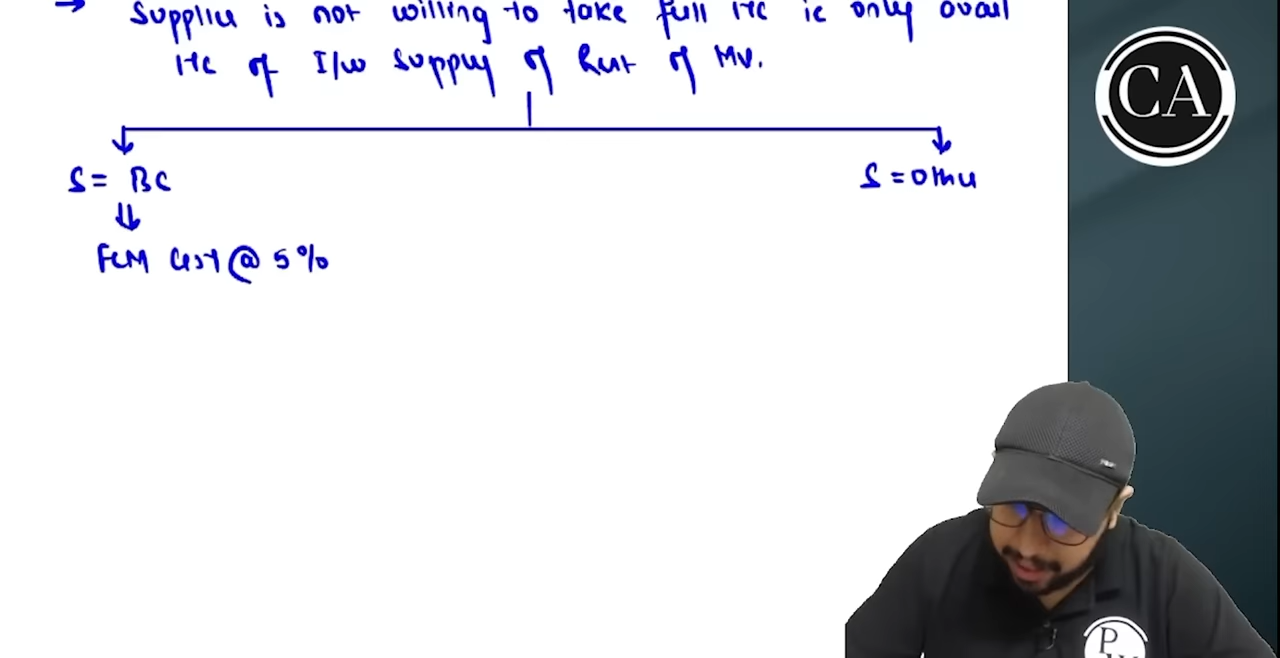 → Supplier is not willing to take full ITC ie only avail
ITC of I/w supply of Rent of MV.
S = BC
S = Other
FCM GST @ 5%
CA
P